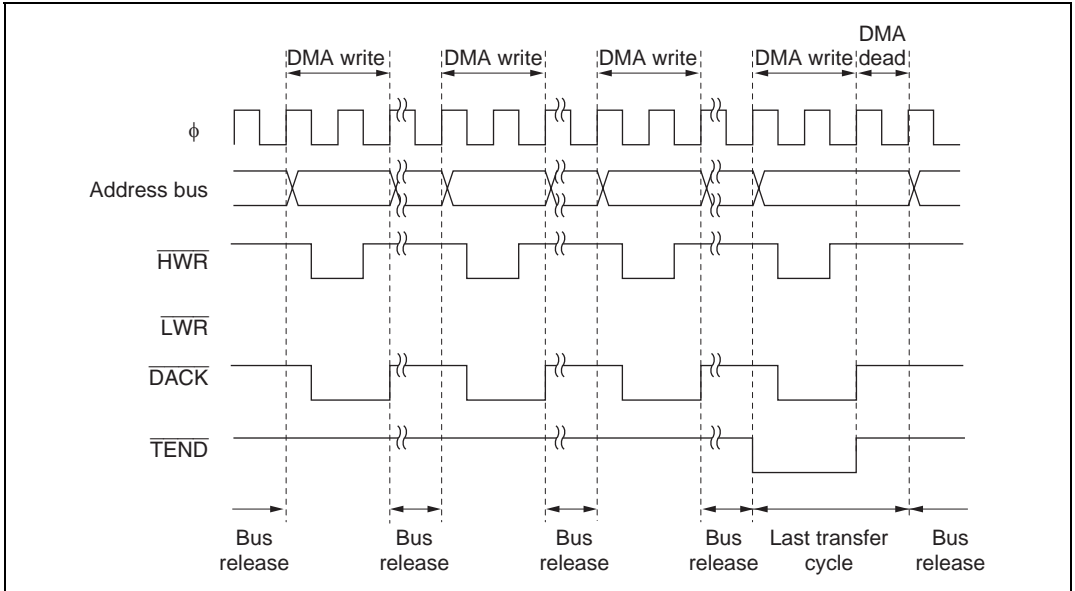 DMA write
DMA write
DMA write
DMA write
DMA
dead
φ
Address bus
HWR
LWR
DACK
TEND
Bus
release
Bus
release
Bus
release
Bus
release
Last transfer
cycle
Bus
release